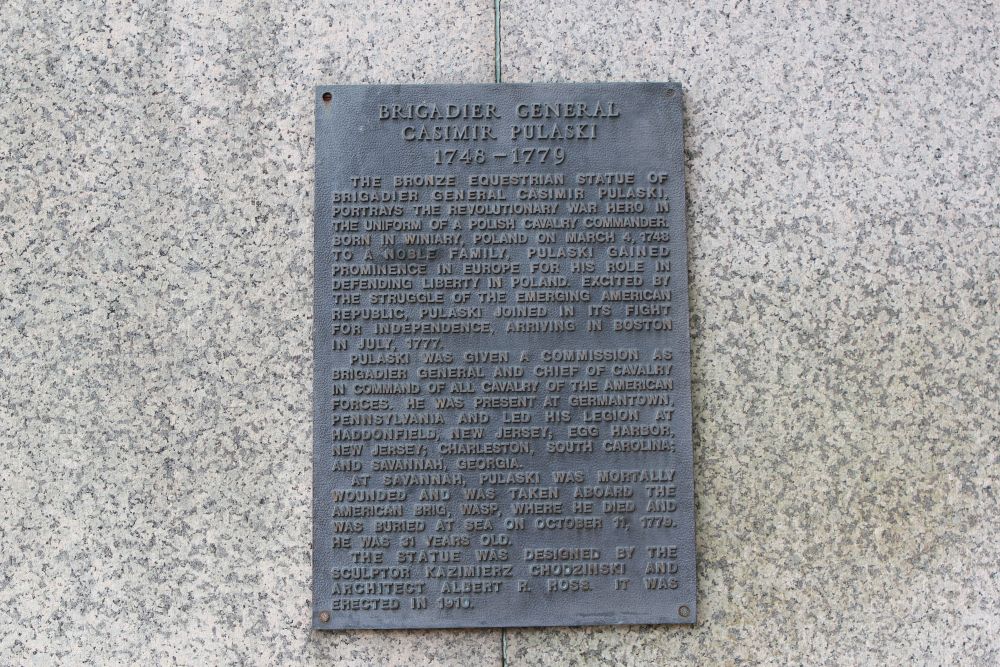 BRIGADIER GENERAL
CASIMIR PULASKI
1748-1779
THE BRONZE EQUESTRIAN STATUE OF
BRIGADIER GENERAL CASIMIR PULASKI,
PORTRAYS THE REVOLUTIONARY WAR HERO IN
THE UNIFORM OF A POLISH CAVALRY COMMANDER.
BORN IN WINIARY, POLAND ON MARCH 4, 1748
TO A NOBLE FAMILY, PULASKI GAINED
PROMINENCE IN EUROPE FOR HIS ROLE IN
DEFENDING LIBERTY IN POLAND. EXCITED BY
THE STRUGGLE OF THE EMERGING AMERICAN
REPUBLIC, PULASKI JOINED IN ITS FIGHT
FOR INDEPENDENCE, ARRIVING IN BOSTON
IN JULY, 1777.
PULASKI WAS GIVEN A COMMISSION AS
BRIGADIER GENERAL AND CHIEF OF CAVALRY
IN COMMAND OF ALL CAVALRY OF THE AMERICAN
FORCES. HE WAS PRESENT AT GERMANTOWN,
PENNSYLVANIA AND LED HIS LEGION AT
HADDONFIELD, NEW JERSEY; EGG HARBOR,
NEW JERSEY; CHARLESTON, SOUTH CAROLINA;
AND SAVANNAH, GEORGIA.
AT SAVANNAH, PULASKI WAS MORTALLY
WOUNDED AND WAS TAKEN ABOARD THE
AMERICAN BRIG, WASP, WHERE HE DIED AND
WAS BURIED AT SEA ON OCTOBER 11, 1779.
HE WAS 31 YEARS OLD.
THE STATUE WAS DESIGNED BY THE
SCULPTOR KAZIMIERZ CHODZINSKI AND
ARCHITECT ALBERT R. ROSS. IT WAS
ERECTED IN 1910.